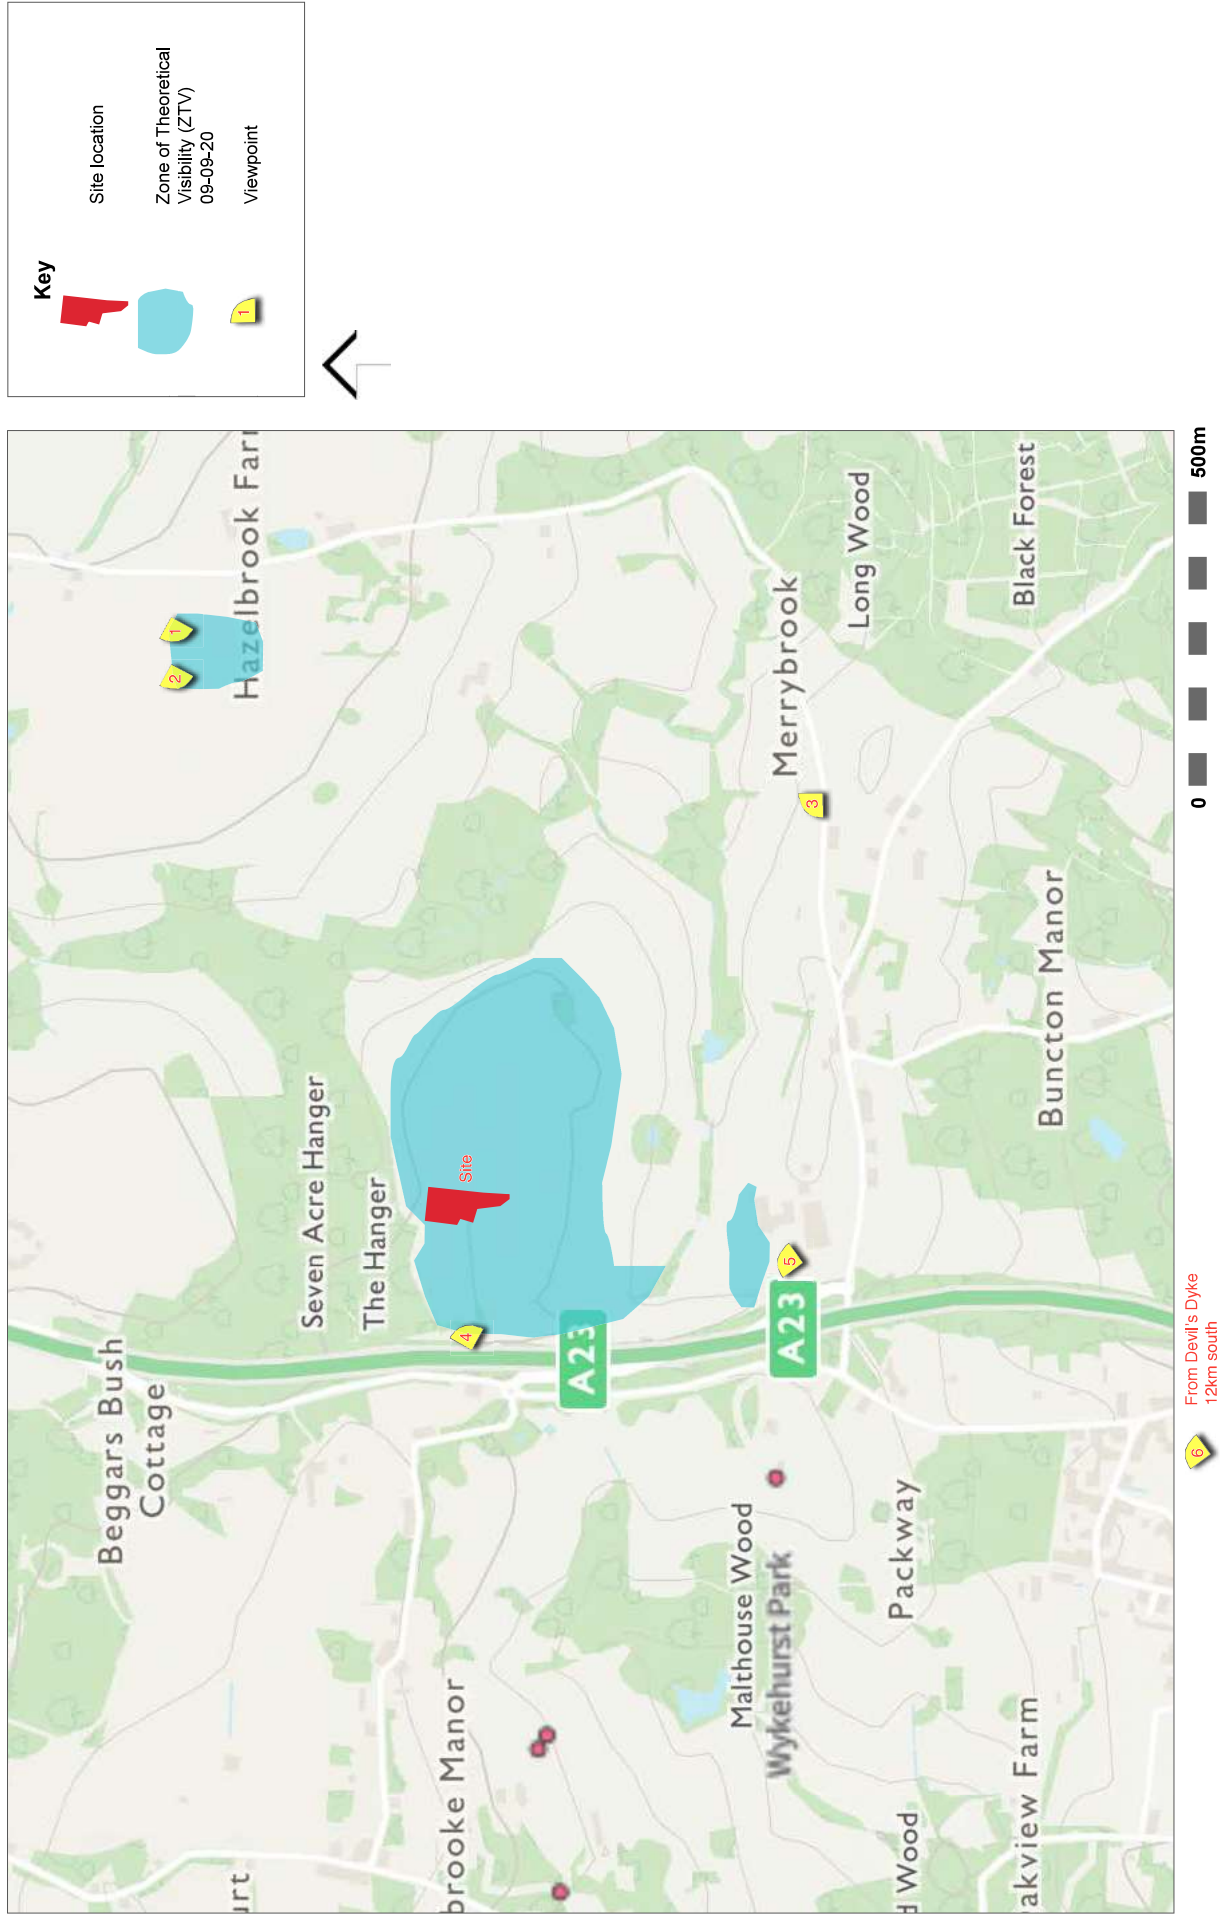 Key
Site location
Zone of Theoretical
Visibility (ZTV)
09-09-20
1
Viewpoint
Beggars Bush
Cottage
Seven Acre Hanger
The Hanger
2
1
Hazelbrook Farm
urt
brooke Manor
4
Site
A23
Malthouse Wood
Wykehurst Park
A23
5
3
Merrybrook
Long Wood
Packway
d Wood
akview Farm
Buncton Manor
Black Forest
6
From Devil's Dyke
12km south
0
500m